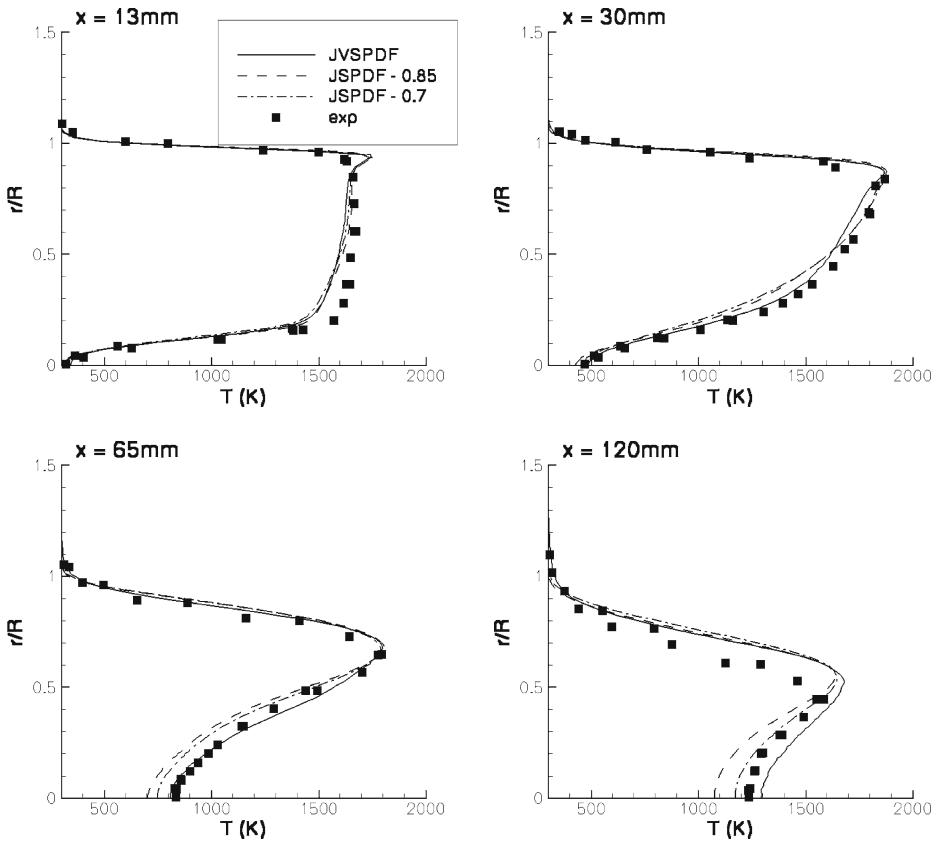 x = 13mm
1.5
1
0.5
0
r/R
500
1000
1500
2000
T (K)
JVSPDF
JSPDF - 0.85
JSPDF - 0.7
exp
x = 30mm
1.5
1
0.5
0
r/R
500
1000
1500
2000
T (K)
x = 65mm
1.5
1
0.5
0
r/R
500
1000
1500
2000
T (K)
x = 120mm
1.5
1
0.5
0
r/R
500
1000
1500
2000
T (K)